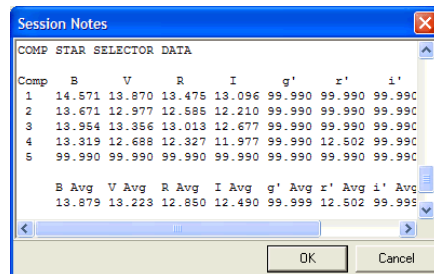 Session Notes
COMP STAR SELECTOR DATA
Comp B V R I g' r' i'
1 14.571 13.870 13.475 13.096 99.990 99.990 99.990
2 13.671 12.977 12.585 12.210 99.990 99.990 99.990
3 13.954 13.356 13.013 12.677 99.990 99.990 99.990
4 13.319 12.688 12.327 11.977 99.990 12.502 99.990
5 99.990 99.990 99.990 99.990 99.990 99.990 99.990
B Avg V Avg R Avg I Avg g' Avg r' Avg i' Avg
13.879 13.223 12.850 12.490 99.999 12.502 99.999
OK Cancel